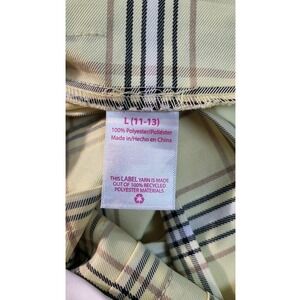 L (11-13)
100% Polyester/Poliéster
Made in/Hecho en China
THIS LABEL YARN IS MADE
OUT OF 100% RECYCLED
POLYESTER MATERIALS